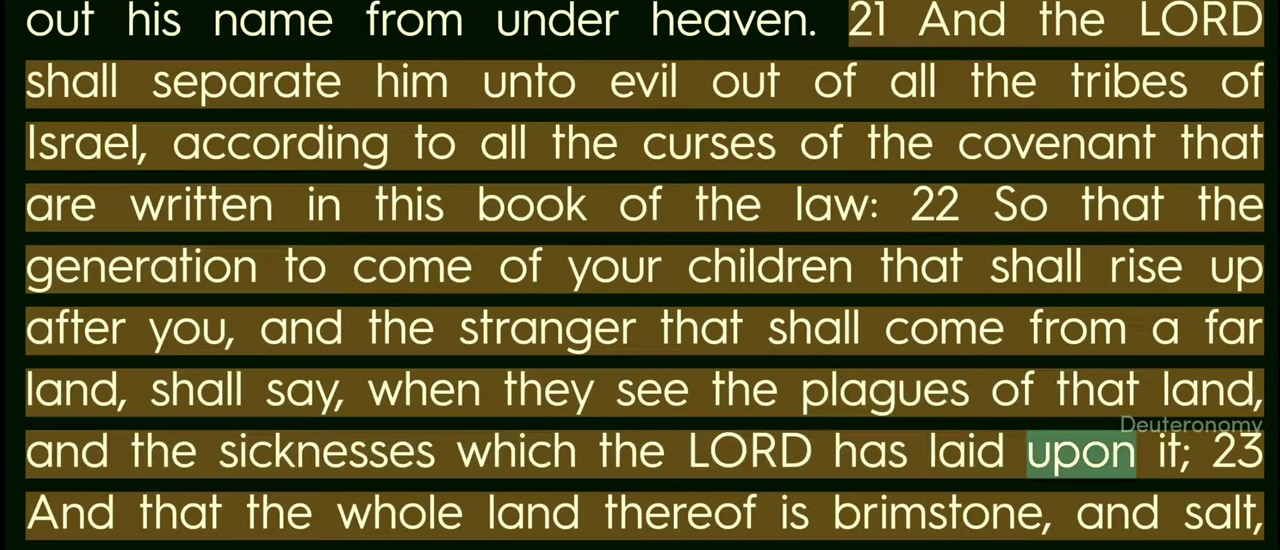 out his name from under heaven. 21 And the LORD
shall separate him unto evil out of all the tribes of
Israel, according to all the curses of the covenant that
are written in this book of the law: 22 So that the
generation to come of your children that shall rise up
after you, and the stranger that shall come from a far
land, shall say, when they see the plagues of that land,
Deuteronomy
and the sicknesses which the LORD has laid upon it; 23
And that the whole land thereof is brimstone, and salt,